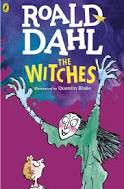 ROALD
DAHL
THE
WITCHES
Illustrated by Quentin Blake